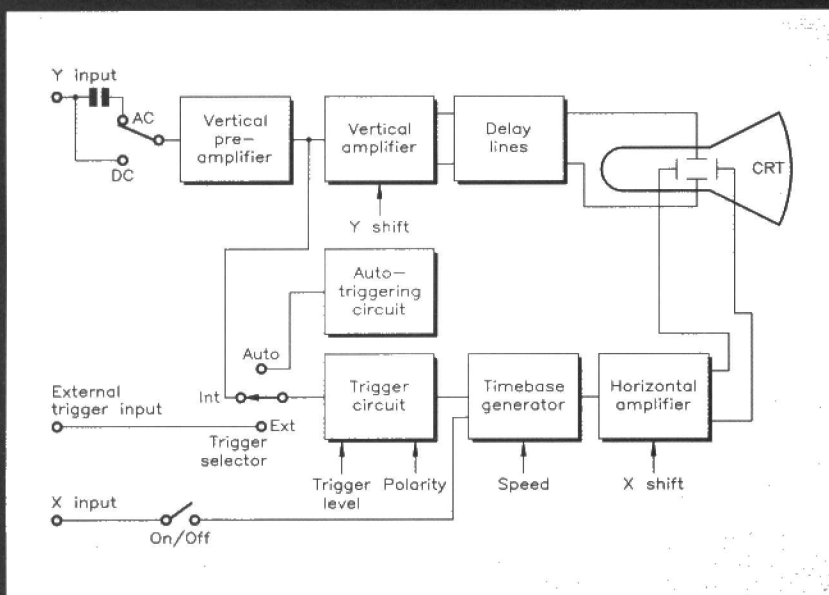 Y input
AC
DC
Vertical
pre-
amplifier
Vertical
amplifier
Delay
lines
CRT
Y shift
Auto-
triggering
circuit
Auto
Int
External
trigger input
Ext
Trigger
selector
Trigger
circuit
Timebase
generator
Horizontal
amplifier
Trigger
level
Polarity
Speed
X shift
X input
On/Off